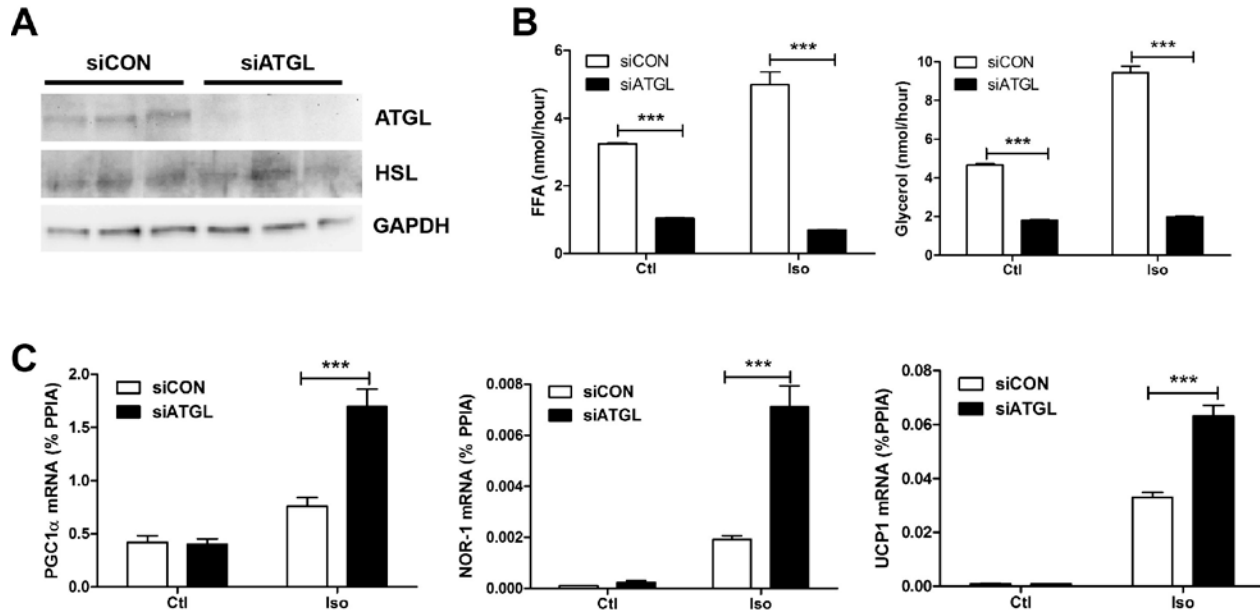 A
siCON siATGL
ATGL
HSL
GAPDH
B
FFA (nmol/hour)
6
4
2
0
siCON
siATGL
***
***
Ctl Iso
Glycerol (nmol/hour)
10
8
6
4
2
0
siCON
siATGL
***
***
Ctl Iso
C
PGC1α mRNA (% PPIA)
2.0
1.5
1.0
0.5
0.0
siCON
siATGL
***
Ctl Iso
NOR-1 mRNA (% PPIA)
0.008
0.006
0.004
0.002
0.000
siCON
siATGL
***
Ctl Iso
UCP1 mRNA (%PPIA)
0.08
0.06
0.04
0.02
0.00
siCON
siATGL
***
Ctl Iso